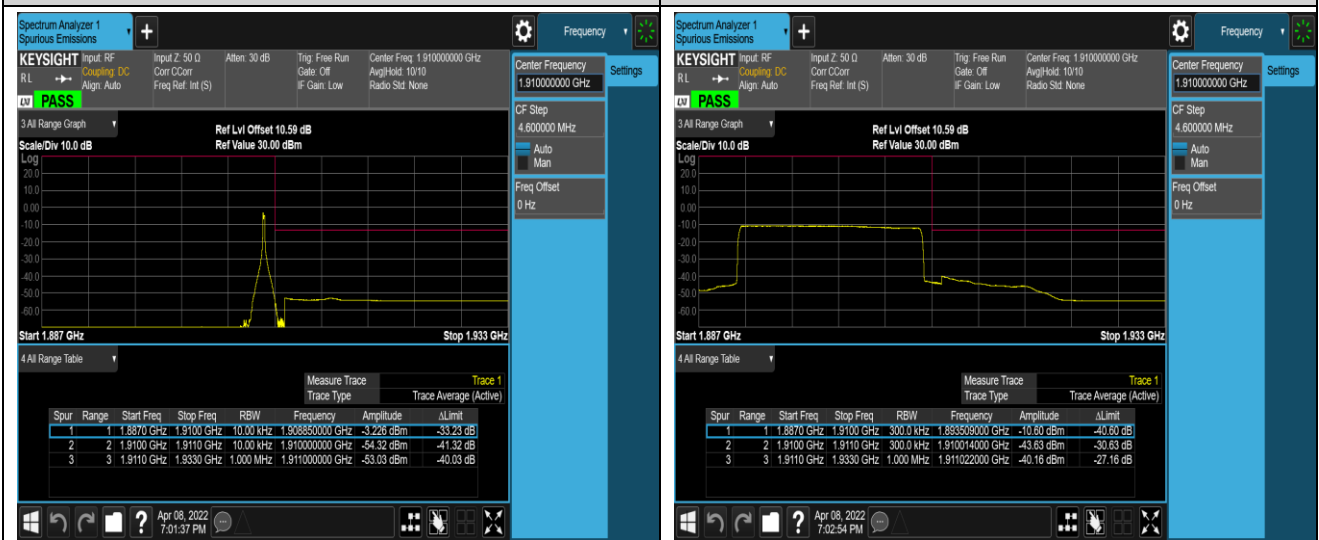 Spectrum Analyzer 1
Spurious Emissions
+
Frequency
KEYSIGHT Input: RF Input Z: 50 Ω Atten: 30 dB Trig: Free Run Center Freq: 1.910000000 GHz
RL Coupling: DC Corr CCorr Gate: Off Avg|Hold: 10/10
Align: Auto Freq Ref: Int (S) IF Gain: Low Radio Std: None
LXI PASS
Center Frequency
1.910000000 GHz
Settings
CF Step
4.600000 MHz
Auto
Man
Freq Offset
0 Hz
3 All Range Graph
Ref Lvl Offset 10.59 dB
Scale/Div 10.0 dB Ref Value 30.00 dBm
Log
20.0
10.0
0.00
-10.0
-20.0
-30.0
-40.0
-50.0
-60.0
Start 1.887 GHz Stop 1.933 GHz
4 All Range Table
Measure Trace Trace 1
Trace Type Trace Average (Active)
Spur Range Start Freq Stop Freq RBW Frequency Amplitude ΔLimit
1 1 1.8870 GHz 1.9100 GHz 10.00 kHz 1.908850000 GHz -3.226 dBm -33.23 dB
2 2 1.9100 GHz 1.9110 GHz 10.00 kHz 1.910000000 GHz -54.32 dBm -41.32 dB
3 3 1.9110 GHz 1.9330 GHz 1.000 MHz 1.911000000 GHz -53.03 dBm -40.03 dB
? Apr 08, 2022
7:01:37 PM
Spectrum Analyzer 1
Spurious Emissions
+
Frequency
KEYSIGHT Input: RF Input Z: 50 Ω Atten: 30 dB Trig: Free Run Center Freq: 1.910000000 GHz
RL Coupling: DC Corr CCorr Gate: Off Avg|Hold: 10/10
Align: Auto Freq Ref: Int (S) IF Gain: Low Radio Std: None
LXI PASS
Center Frequency
1.910000000 GHz
Settings
CF Step
4.600000 MHz
Auto
Man
Freq Offset
0 Hz
3 All Range Graph
Ref Lvl Offset 10.59 dB
Scale/Div 10.0 dB Ref Value 30.00 dBm
Log
20.0
10.0
0.00
-10.0
-20.0
-30.0
-40.0
-50.0
-60.0
Start 1.887 GHz Stop 1.933 GHz
4 All Range Table
Measure Trace Trace 1
Trace Type Trace Average (Active)
Spur Range Start Freq Stop Freq RBW Frequency Amplitude ΔLimit
1 1 1.8870 GHz 1.9100 GHz 300.0 kHz 1.893509000 GHz -10.60 dBm -40.60 dB
2 2 1.9100 GHz 1.9110 GHz 300.0 kHz 1.910014000 GHz -43.63 dBm -30.63 dB
3 3 1.9110 GHz 1.9330 GHz 1.000 MHz 1.911022000 GHz -40.16 dBm -27.16 dB
? Apr 08, 2022
7:02:54 PM